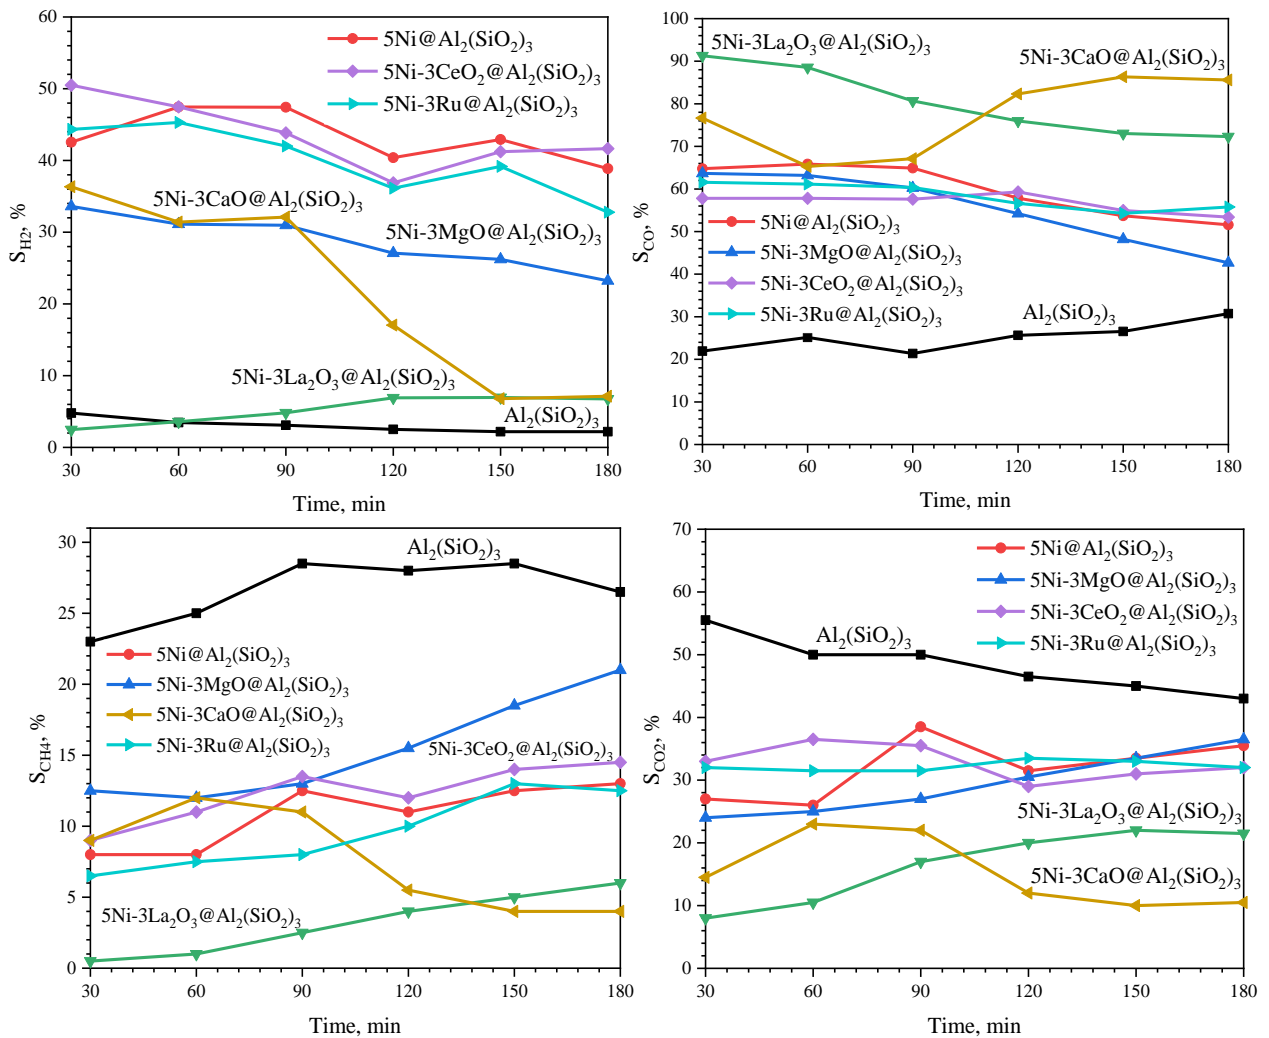 60
50
40
30
20
10
0
S_H2, %
5Ni@Al₂(SiO₂)₃
5Ni-3CeO₂@Al₂(SiO₂)₃
5Ni-3Ru@Al₂(SiO₂)₃
5Ni-3CaO@Al₂(SiO₂)₃
5Ni-3MgO@Al₂(SiO₂)₃
5Ni-3La₂O₃@Al₂(SiO₂)₃
Al₂(SiO₂)₃
30 60 90 120 150 180
Time, min
100
90
80
70
60
50
40
30
20
10
0
S_CO, %
5Ni-3La₂O₃@Al₂(SiO₂)₃
5Ni-3CaO@Al₂(SiO₂)₃
5Ni@Al₂(SiO₂)₃
5Ni-3MgO@Al₂(SiO₂)₃
5Ni-3CeO₂@Al₂(SiO₂)₃
5Ni-3Ru@Al₂(SiO₂)₃
Al₂(SiO₂)₃
30 60 90 120 150 180
Time, min
30
25
20
15
10
5
0
S_CH4, %
Al₂(SiO₂)₃
5Ni@Al₂(SiO₂)₃
5Ni-3MgO@Al₂(SiO₂)₃
5Ni-3CaO@Al₂(SiO₂)₃
5Ni-3Ru@Al₂(SiO₂)₃
5Ni-3CeO₂@Al₂(SiO₂)₃
5Ni-3La₂O₃@Al₂(SiO₂)₃
30 60 90 120 150 180
Time, min
70
60
50
40
30
20
10
0
S_CO2, %
5Ni@Al₂(SiO₂)₃
5Ni-3MgO@Al₂(SiO₂)₃
5Ni-3CeO₂@Al₂(SiO₂)₃
5Ni-3Ru@Al₂(SiO₂)₃
Al₂(SiO₂)₃
5Ni-3La₂O₃@Al₂(SiO₂)₃
5Ni-3CaO@Al₂(SiO₂)₃
30 60 90 120 150 180
Time, min